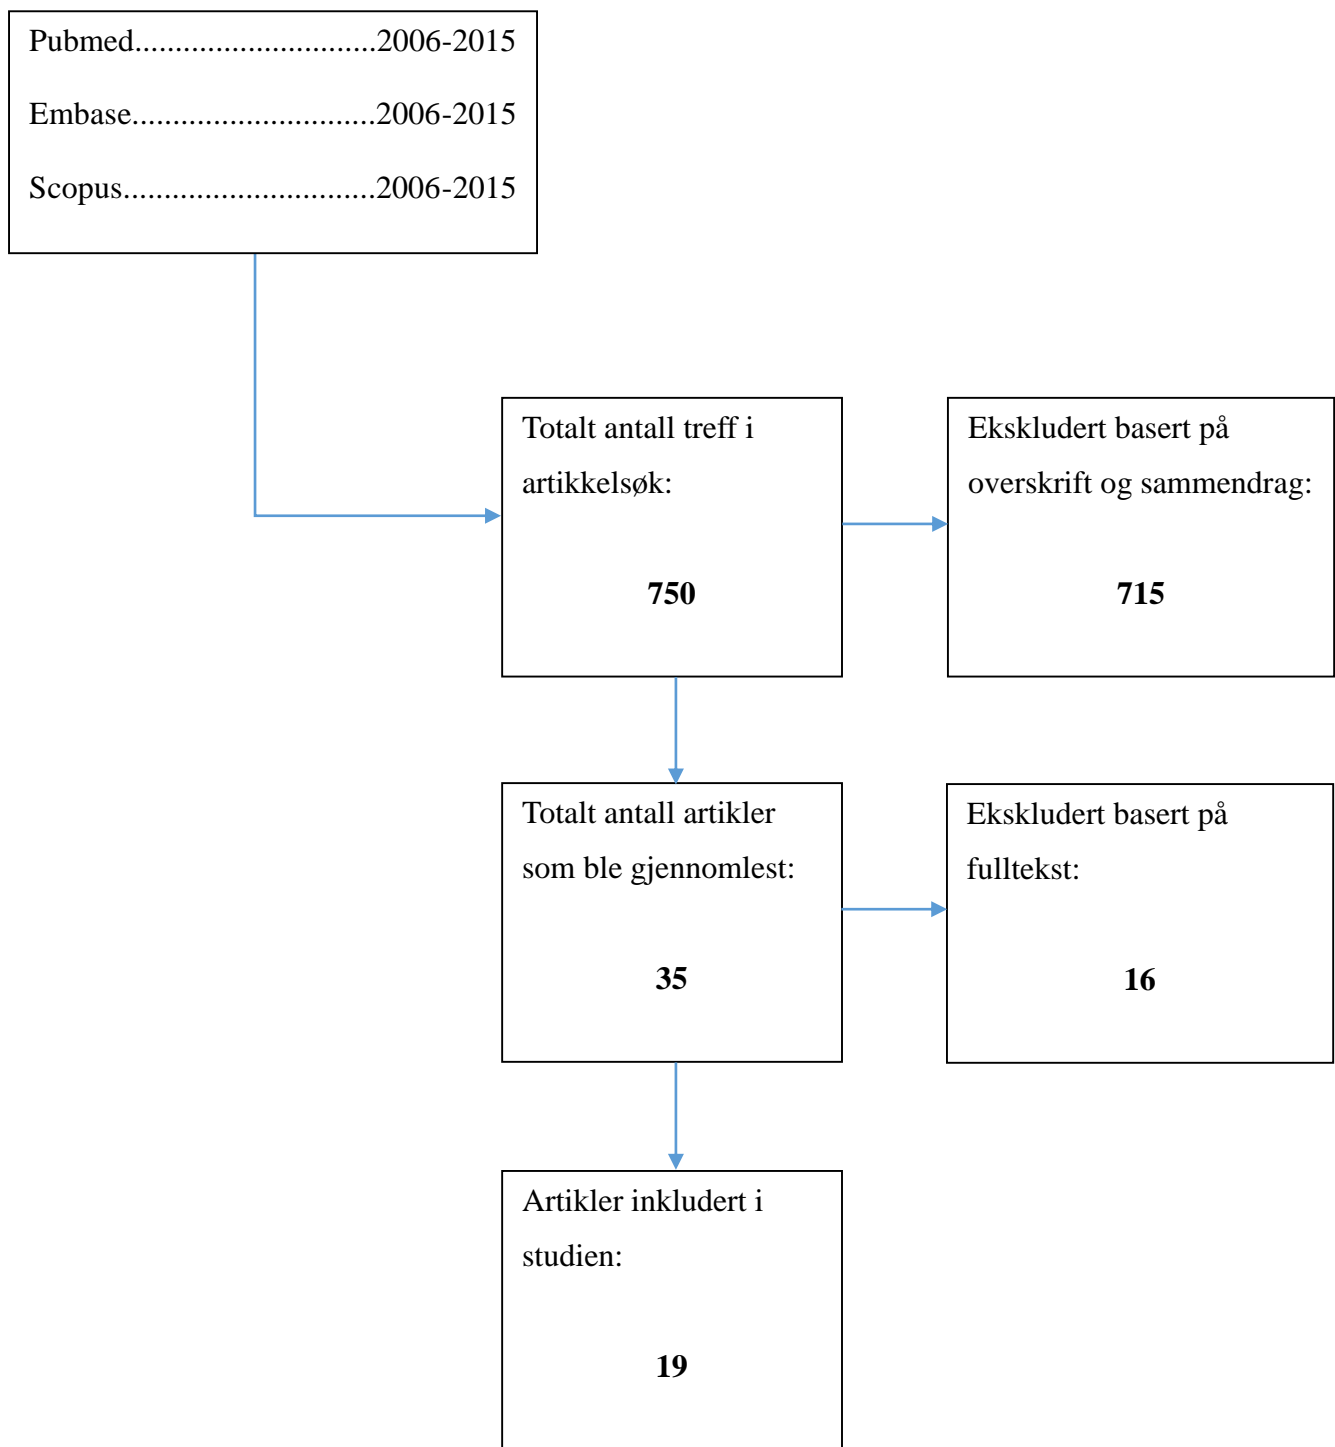 Pubmed..............................2006-2015
Embase..............................2006-2015
Scopus...............................2006-2015
Totalt antall treff i
artikkelsøk:
750
Ekskludert basert på
overskrift og sammendrag:
715
Totalt antall artikler
som ble gjennomlest:
35
Ekskludert basert på
fulltekst:
16
Artikler inkludert i
studien:
19